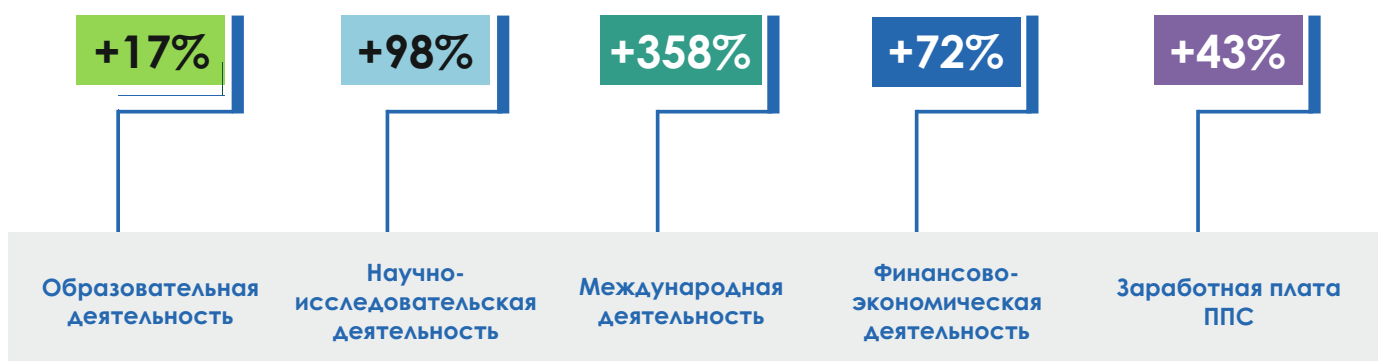 +17%
+98%
+358%
+72%
+43%
Образовательная
деятельность
Научно-
исследовательская
деятельность
Международная
деятельность
Финансово-
экономическая
деятельность
Заработная плата
ППС